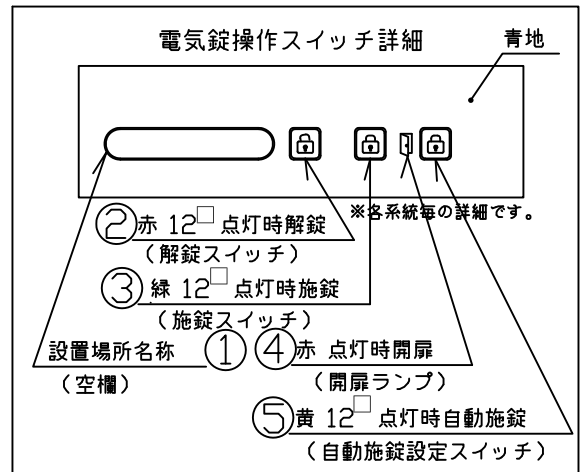 電気錠操作スイッチ詳細
青地
※各系統毎の詳細です。
②赤 12□ 点灯時解錠
(解錠スイッチ)
③ 緑 12□ 点灯時施錠
(施錠スイッチ)
設置場所名称 ①
(空欄)
④赤 点灯時開扉
(開扉ランプ)
⑤黄 12□ 点灯時自動施錠
(自動施錠設定スイッチ)